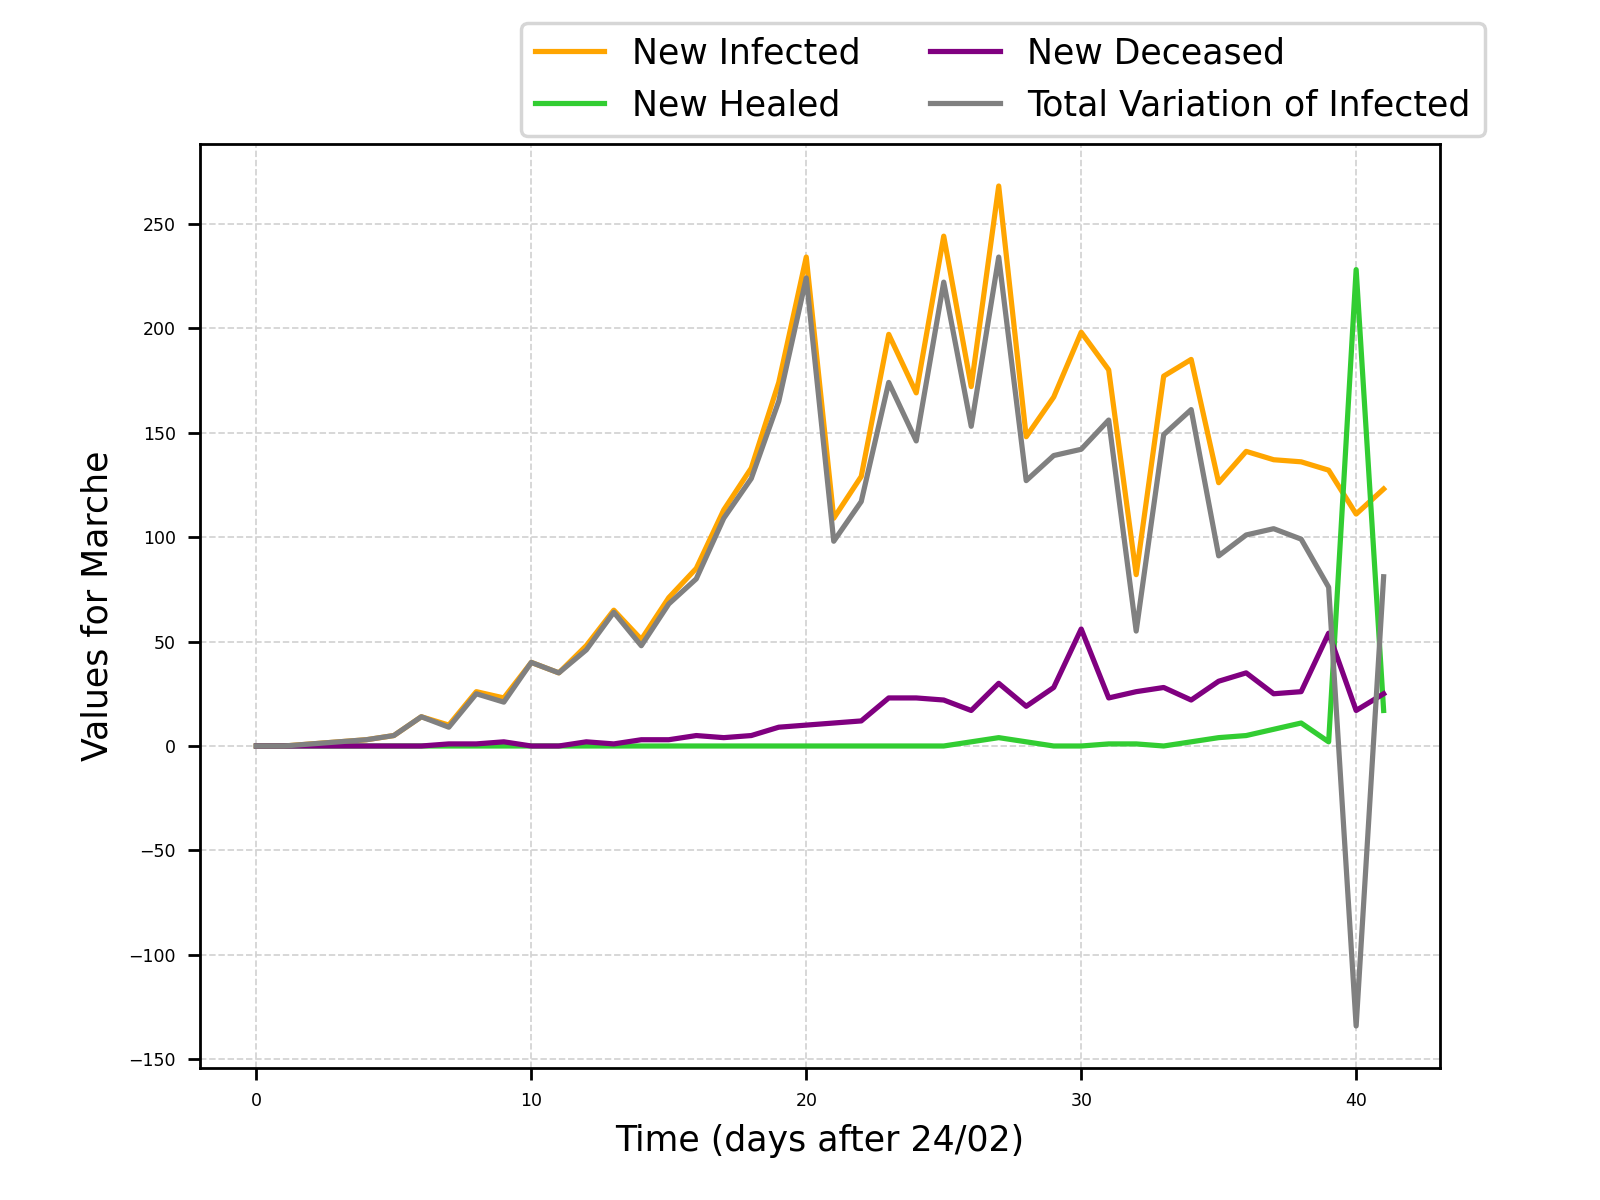 New Infected
New Healed
New Deceased
Total Variation of Infected
Values for Marche
250
200
150
100
50
0
−50
−100
−150
0 10 20 30 40
Time (days after 24/02)